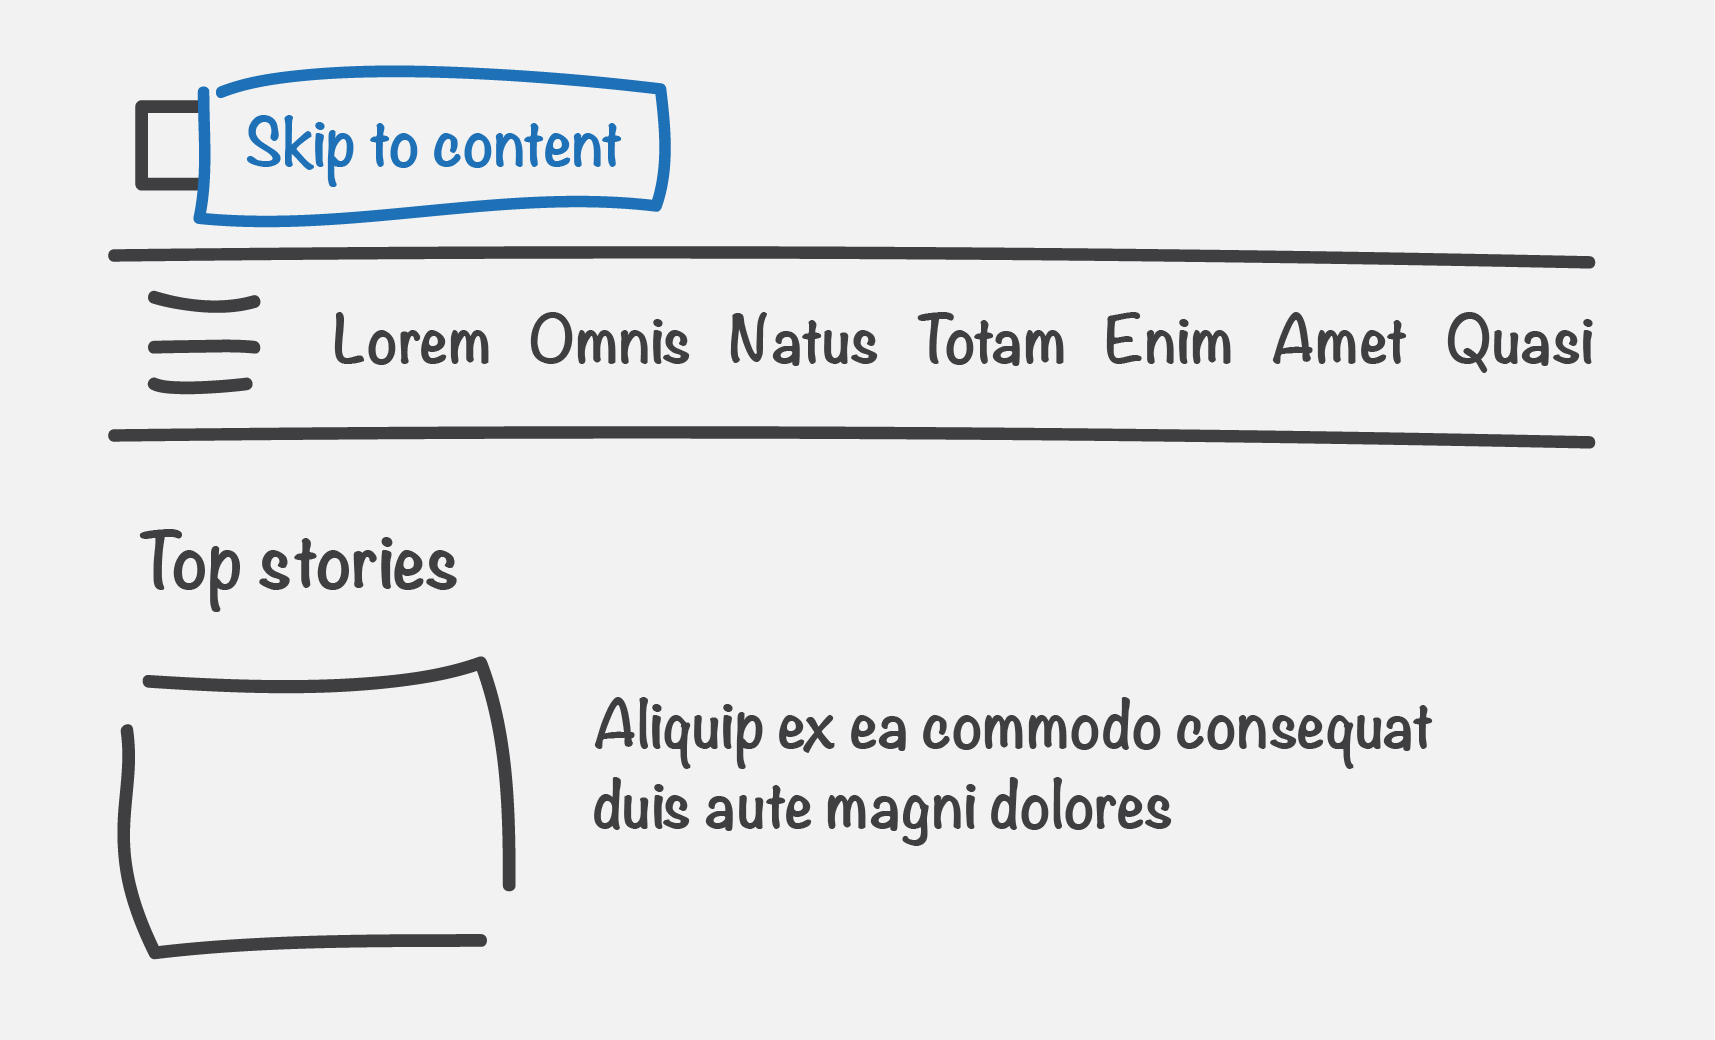 Skip to content
Lorem Omnis Natus Totam Enim Amet Quasi
Top stories
Aliquip ex ea commodo consequat
duis aute magni dolores